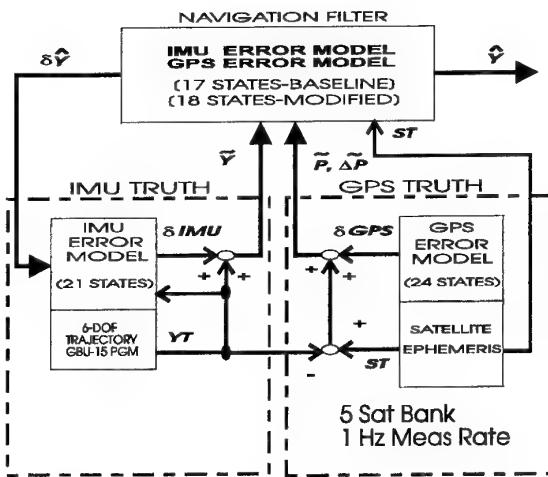 NAVIGATION FILTER
δŶ
IMU ERROR MODEL
GPS ERROR MODEL
(17 STATES-BASELINE)
(18 STATES-MODIFIED)
Ŷ
ST
Ỹ
P̃, ΔP̃
IMU TRUTH
GPS TRUTH
IMU
ERROR
MODEL
(21 STATES)
δIMU
+
+
6-DOF
TRAJECTORY
GBU-15 PGM
YT
δGPS
+
+
GPS
ERROR
MODEL
(24 STATES)
+
-
ST
SATELLITE
EPHEMERIS
5 Sat Bank
1 Hz Meas Rate